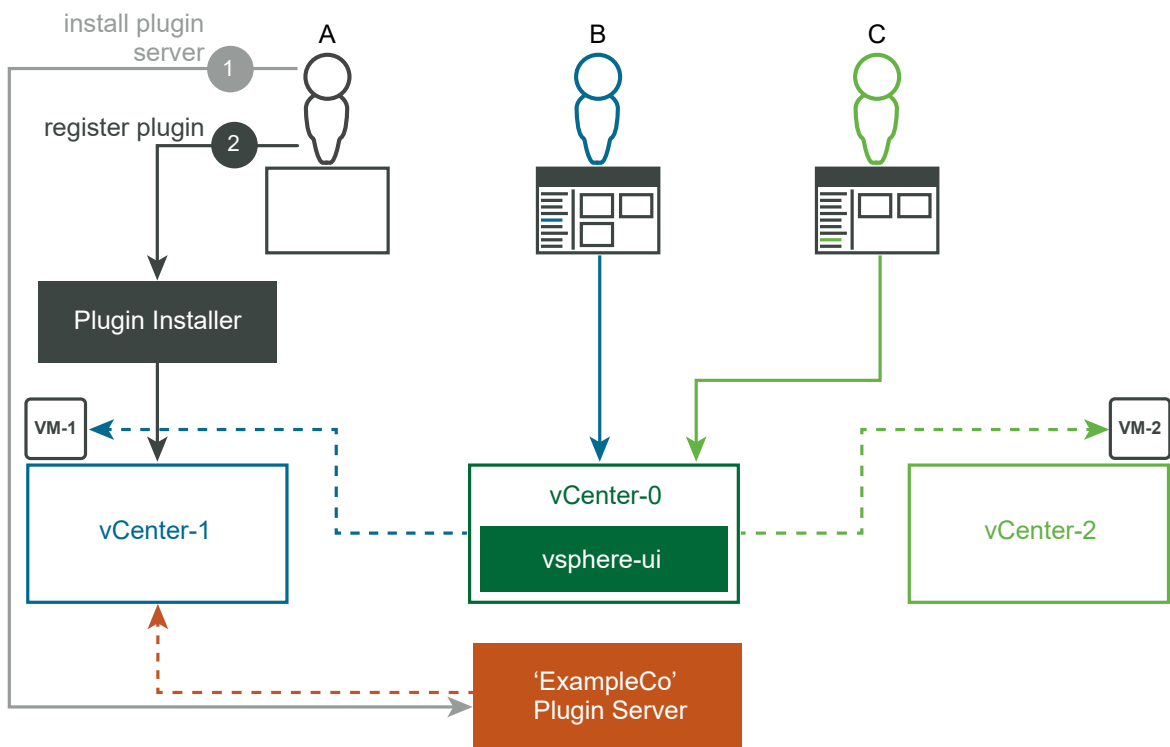 install plugin
server
1
A
B
C
register plugin
2
Plugin Installer
VM-1
VM-2
vCenter-1
vCenter-0
vsphere-ui
vCenter-2
‘ExampleCo’
Plugin Server